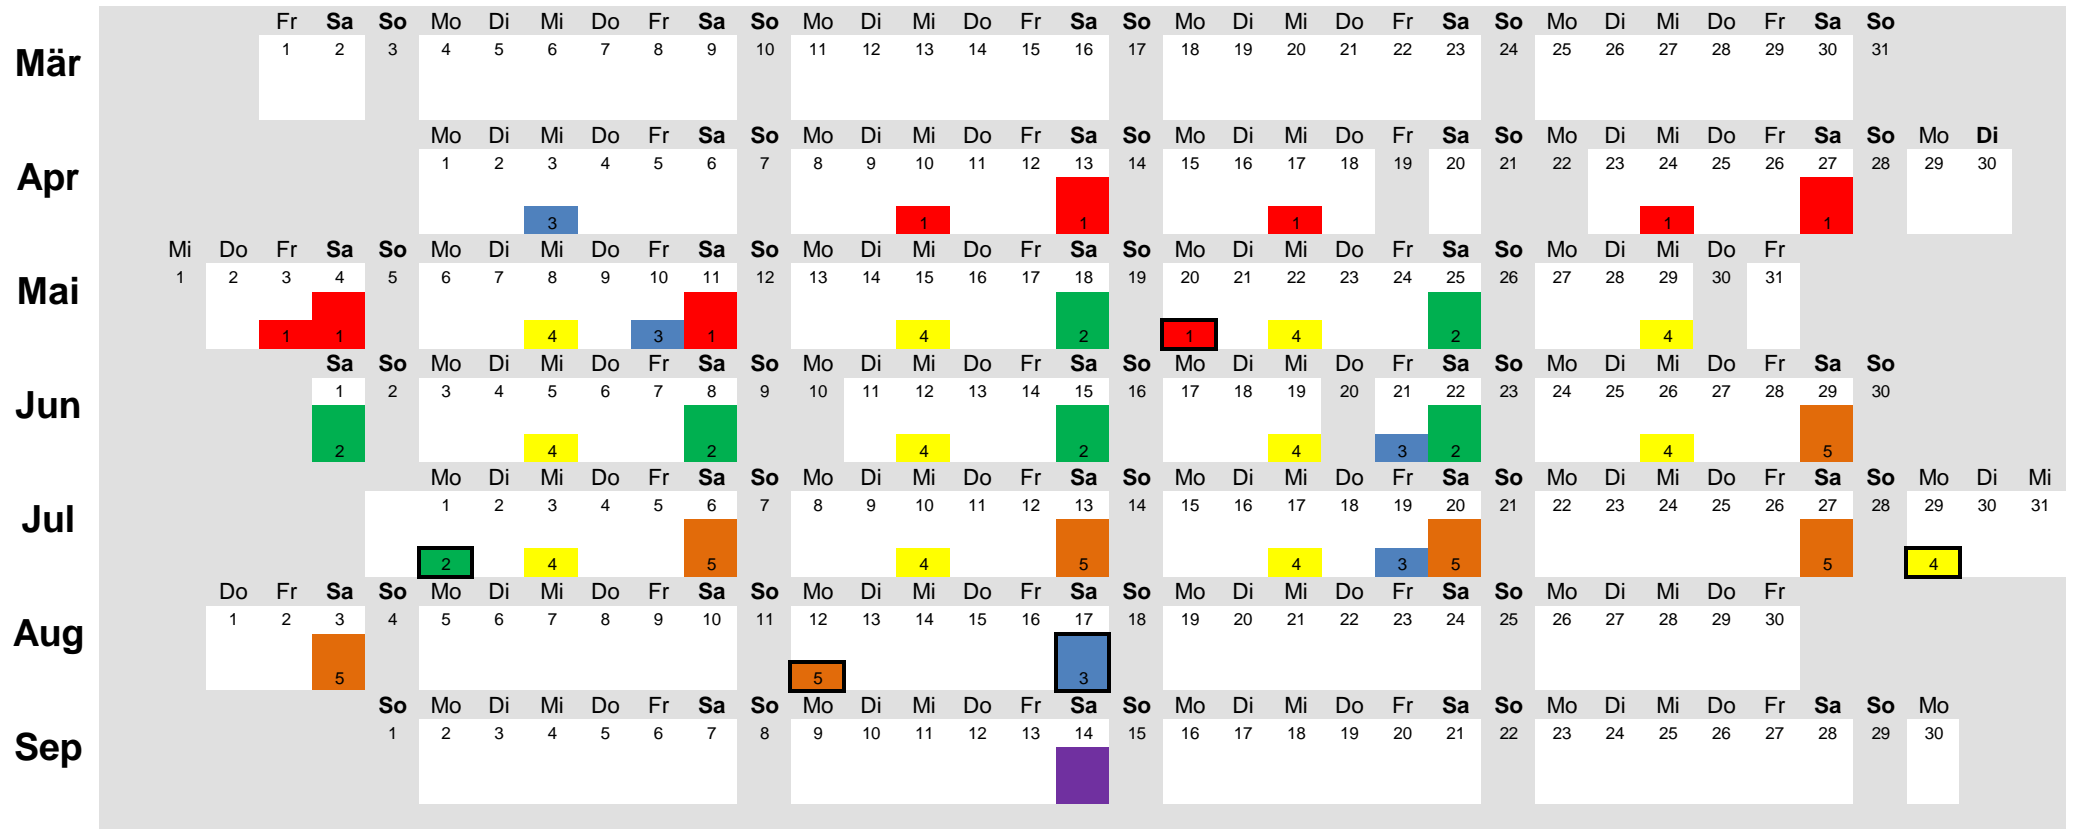 Fr Sa So Mo Di Mi Do Fr Sa So Mo Di Mi Do Fr Sa So Mo Di Mi Do Fr Sa So Mo Di Mi Do Fr Sa So
Mär 1 2 3 4 5 6 7 8 9 10 11 12 13 14 15 16 17 18 19 20 21 22 23 24 25 26 27 28 29 30 31
Mo Di Mi Do Fr Sa So Mo Di Mi Do Fr Sa So Mo Di Mi Do Fr Sa So Mo Di Mi Do Fr Sa So Mo Di
Apr 1 2 3 4 5 6 7 8 9 10 11 12 13 14 15 16 17 18 19 20 21 22 23 24 25 26 27 28 29 30
3 1 1 1 1 1
Mi Do Fr Sa So Mo Di Mi Do Fr Sa So Mo Di Mi Do Fr Sa So Mo Di Mi Do Fr Sa So Mo Di Mi Do Fr
Mai 1 2 3 4 5 6 7 8 9 10 11 12 13 14 15 16 17 18 19 20 21 22 23 24 25 26 27 28 29 30 31
1 1 4 3 1 4 2 1 4 2 4
Sa So Mo Di Mi Do Fr Sa So Mo Di Mi Do Fr Sa So Mo Di Mi Do Fr Sa So Mo Di Mi Do Fr Sa So
Jun 1 2 3 4 5 6 7 8 9 10 11 12 13 14 15 16 17 18 19 20 21 22 23 24 25 26 27 28 29 30
2 4 2 4 2 4 3 2 4 5
Mo Di Mi Do Fr Sa So Mo Di Mi Do Fr Sa So Mo Di Mi Do Fr Sa So Mo Di Mi Do Fr Sa So Mo Di Mi
Jul 1 2 3 4 5 6 7 8 9 10 11 12 13 14 15 16 17 18 19 20 21 22 23 24 25 26 27 28 29 30 31
2 4 5 4 5 4 3 5 5 4
Do Fr Sa So Mo Di Mi Do Fr Sa So Mo Di Mi Do Fr Sa So Mo Di Mi Do Fr Sa So Mo Di Mi Do Fr
Aug 1 2 3 4 5 6 7 8 9 10 11 12 13 14 15 16 17 18 19 20 21 22 23 24 25 26 27 28 29 30
5 5 3
So Mo Di Mi Do Fr Sa So Mo Di Mi Do Fr Sa So Mo Di Mi Do Fr Sa So Mo Di Mi Do Fr Sa So Mo
Sep 1 2 3 4 5 6 7 8 9 10 11 12 13 14 15 16 17 18 19 20 21 22 23 24 25 26 27 28 29 30